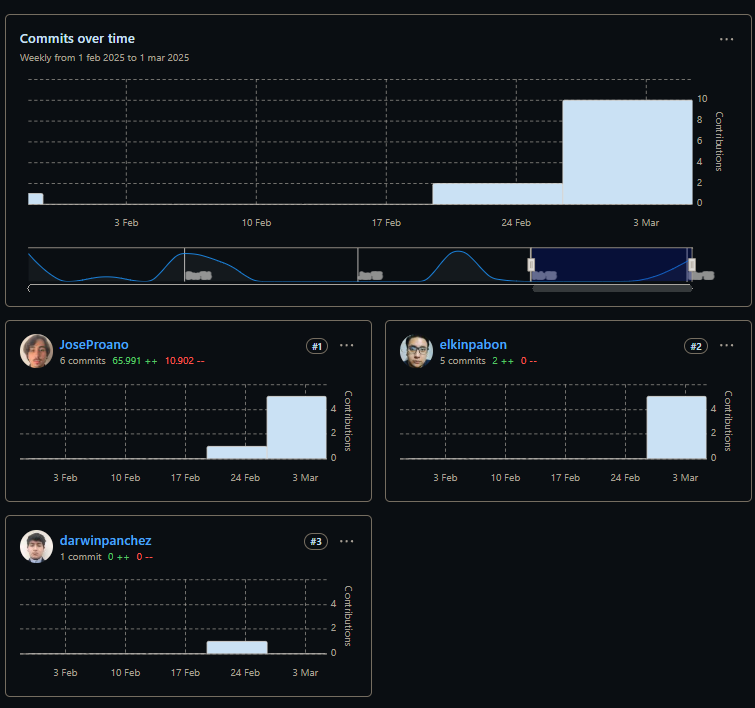 Commits over time
Weekly from 1 feb 2025 to 1 mar 2025
10
8
6
4
2
0
Contributions
3 Feb 10 Feb 17 Feb 24 Feb 3 Mar
JoseProano #1
6 commits 65.991 ++ 10.902 --
4
2
0
Contributions
3 Feb 10 Feb 17 Feb 24 Feb 3 Mar
elkinpabon #2
5 commits 2 ++ 0 --
4
2
0
Contributions
3 Feb 10 Feb 17 Feb 24 Feb 3 Mar
darwinpanchez #3
1 commit 0 ++ 0 --
4
2
0
Contributions
3 Feb 10 Feb 17 Feb 24 Feb 3 Mar